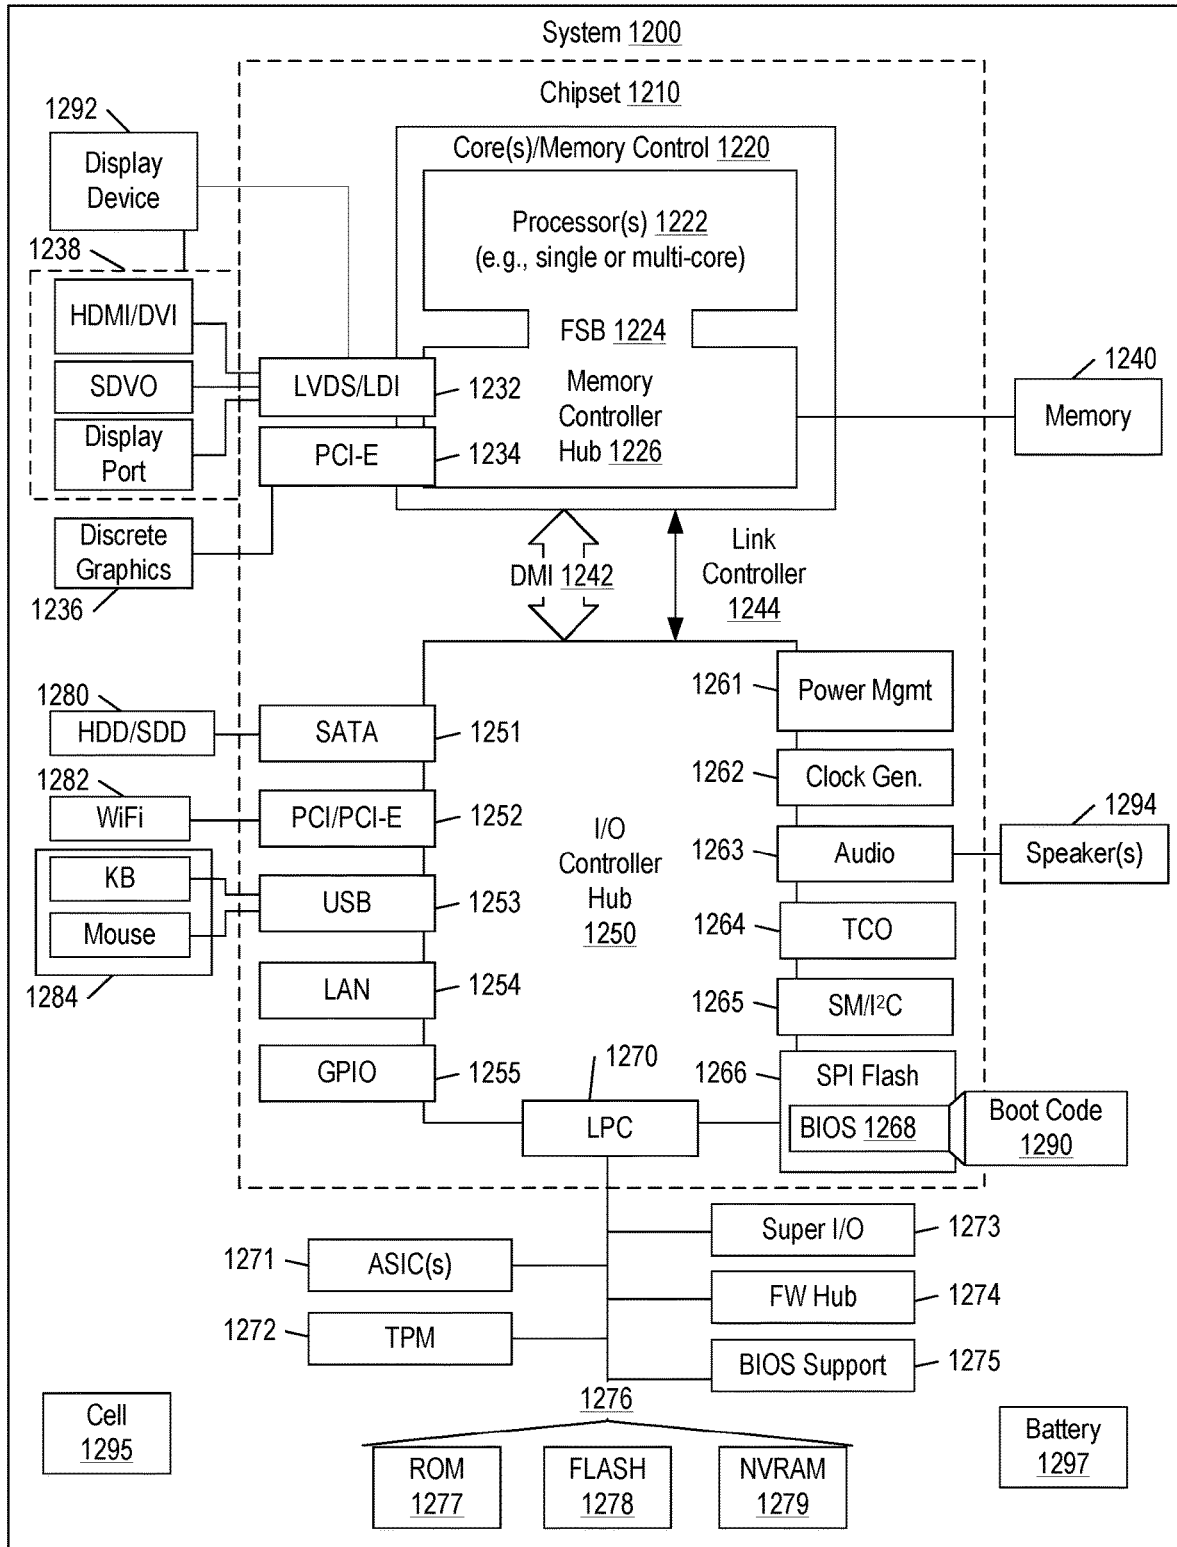 System 1200
Chipset 1210
1292
Display
Device
Core(s)/Memory Control 1220
Processor(s) 1222
(e.g., single or multi-core)
1238
HDMI/DVI
SDVO
Display
Port
FSB 1224
LVDS/LDI
1232
Memory
Controller
Hub 1226
PCI-E
1234
1240
Memory
Discrete
Graphics
1236
DMI 1242
Link
Controller
1244
1280
HDD/SDD
SATA
1251
1261
Power Mgmt
1282
WiFi
PCI/PCI-E
1252
1262
Clock Gen.
I/O
Controller
Hub
1250
1263
Audio
1294
Speaker(s)
KB
Mouse
1284
USB
1253
1264
TCO
LAN
1254
1265
SM/I²C
GPIO
1255
1270
LPC
1266
SPI Flash
BIOS 1268
Boot Code
1290
Super I/O
1273
1271
ASIC(s)
FW Hub
1274
1272
TPM
BIOS Support
1275
1276
Cell
1295
ROM
1277
FLASH
1278
NVRAM
1279
Battery
1297